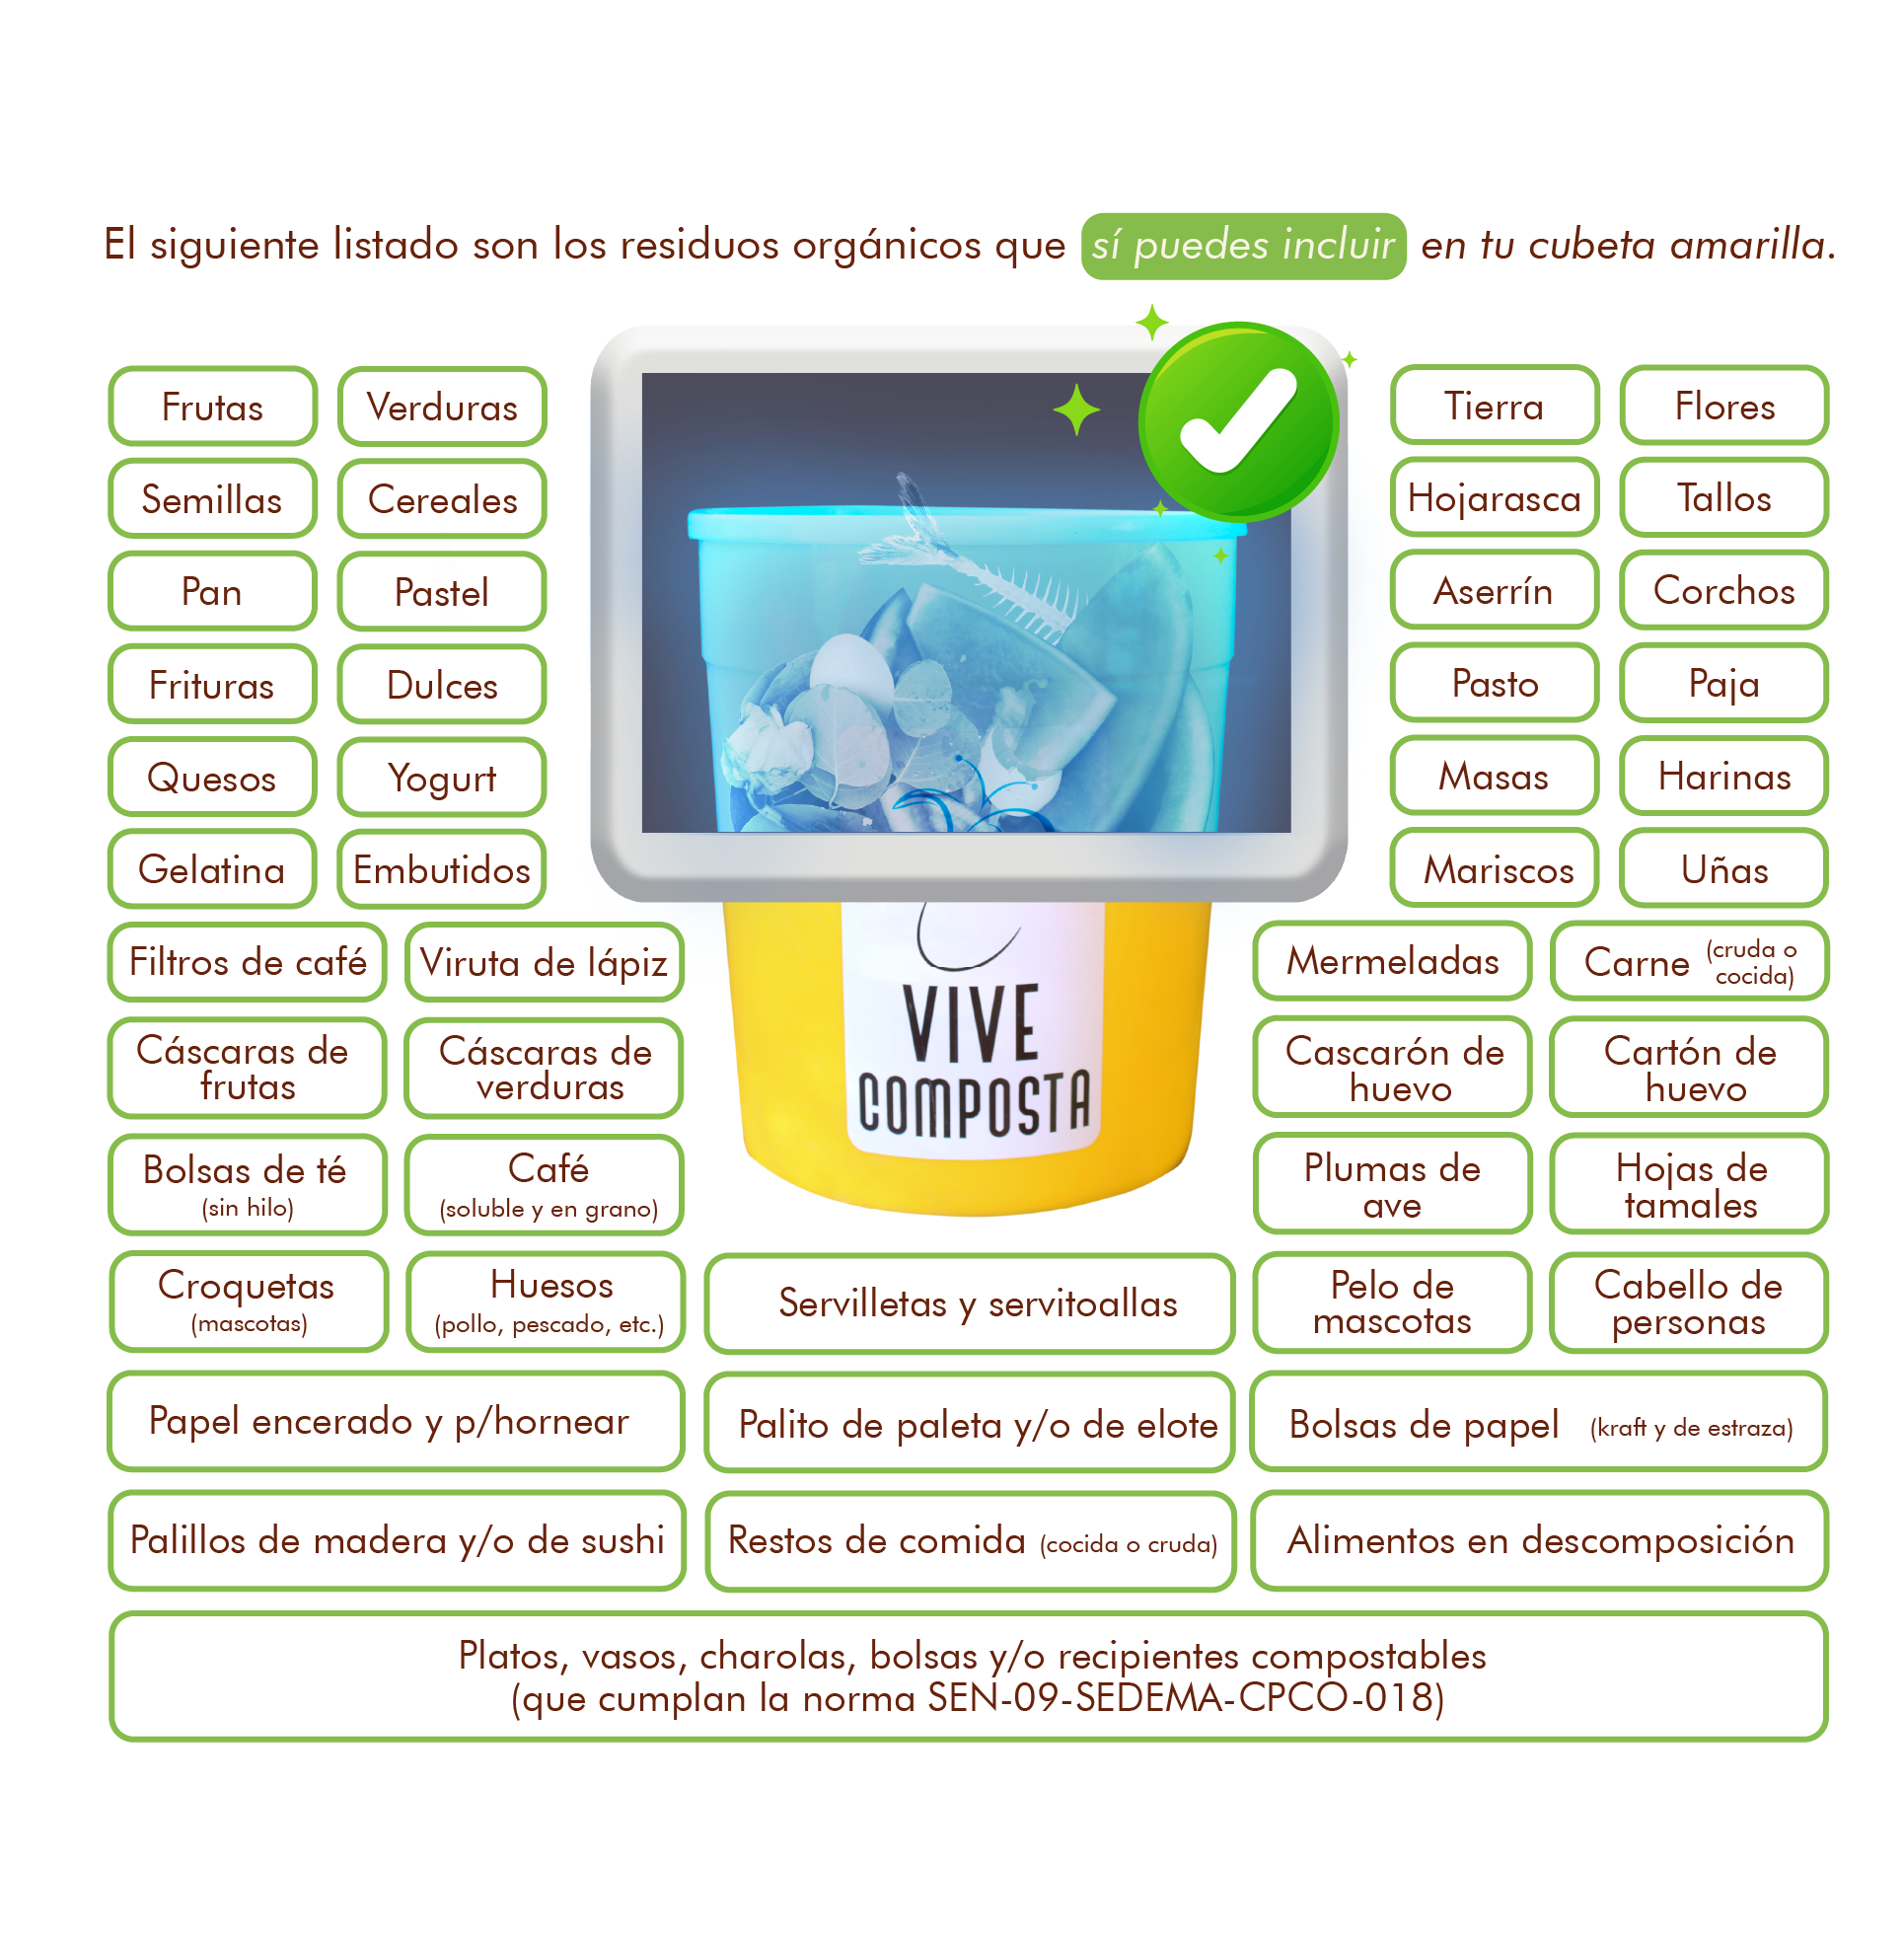 El siguiente listado son los residuos orgánicos que sí puedes incluir en tu cubeta amarilla.
Frutas
Verduras
Semillas
Cereales
Pan
Pastel
Frituras
Dulces
Quesos
Yogurt
Gelatina
Embutidos
Filtros de café
Viruta de lápiz
Cáscaras de
frutas
Cáscaras de
verduras
Bolsas de té
(sin hilo)
Café
(soluble y en grano)
Croquetas
(mascotas)
Huesos
(pollo, pescado, etc.)
Tierra
Flores
Hojarasca
Tallos
Aserrín
Corchos
Pasto
Paja
Masas
Harinas
Mariscos
Uñas
Mermeladas
Carne (cruda o
cocida)
Cascarón de
huevo
Cartón de
huevo
Plumas de
ave
Hojas de
tamales
Pelo de
mascotas
Cabello de
personas
VIVE
COMPOSTA
Servilletas y servitoallas
Papel encerado y p/hornear
Palito de paleta y/o de elote
Bolsas de papel (kraft y de estraza)
Palillos de madera y/o de sushi
Restos de comida (cocida o cruda)
Alimentos en descomposición
Platos, vasos, charolas, bolsas y/o recipientes compostables
(que cumplan la norma SEN-09-SEDEMA-CPCO-018)